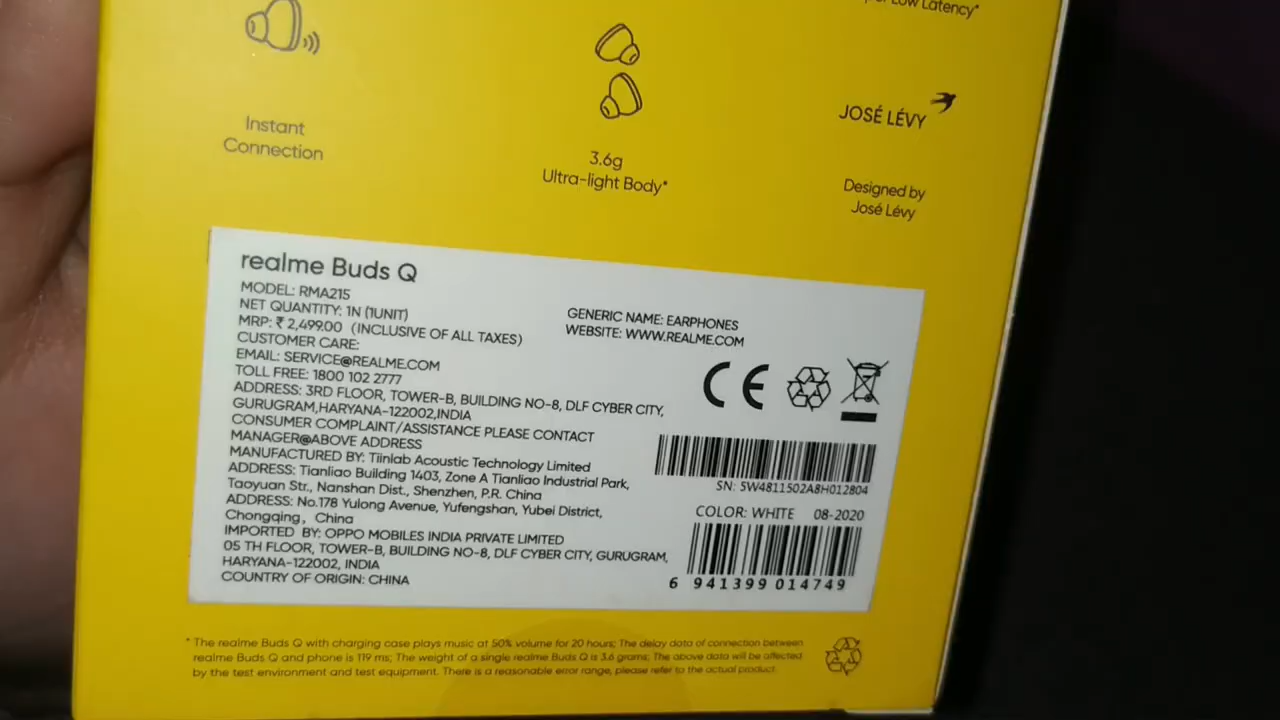 Low Latency*
JOSÉ LÉVY
Instant
Connection
3.6g
Ultra-light Body*
Designed by
José Lévy
realme Buds Q
MODEL: RMA215
NET QUANTITY: 1N (1UNIT)
MRP: ₹ 2,499.00 (INCLUSIVE OF ALL TAXES)
CUSTOMER CARE:
EMAIL: SERVICE@REALME.COM
TOLL FREE: 1800 102 2777
ADDRESS: 3RD FLOOR, TOWER-B, BUILDING NO-8, DLF CYBER CITY,
GURUGRAM,HARYANA-122002,INDIA
CONSUMER COMPLAINT/ASSISTANCE PLEASE CONTACT
MANAGER@ABOVE ADDRESS
MANUFACTURED BY: Tiinlab Acoustic Technology Limited
ADDRESS: Tianliao Building 1403, Zone A Tianliao Industrial Park,
Taoyuan Str., Nanshan Dist., Shenzhen, P.R. China
ADDRESS: No.178 Yulong Avenue, Yufengshan, Yubei District,
Chongqing, China
IMPORTED BY: OPPO MOBILES INDIA PRIVATE LIMITED
05 TH FLOOR, TOWER-B, BUILDING NO-8, DLF CYBER CITY, GURUGRAM,
HARYANA-122002, INDIA
COUNTRY OF ORIGIN: CHINA
GENERIC NAME: EARPHONES
WEBSITE: WWW.REALME.COM
CE
SN: 5W4811502A8H012804
COLOR: WHITE 08-2020
6 941399 014749
* The realme Buds Q with charging case plays music at 50% volume for 20 hours; The delay data of connection between
realme Buds Q and phone is 119 ms; The weight of a single realme Buds Q is 3.6 grams; The above data will be affected
by the test environment and test equipment. There is a reasonable error range, please refer to the actual product.